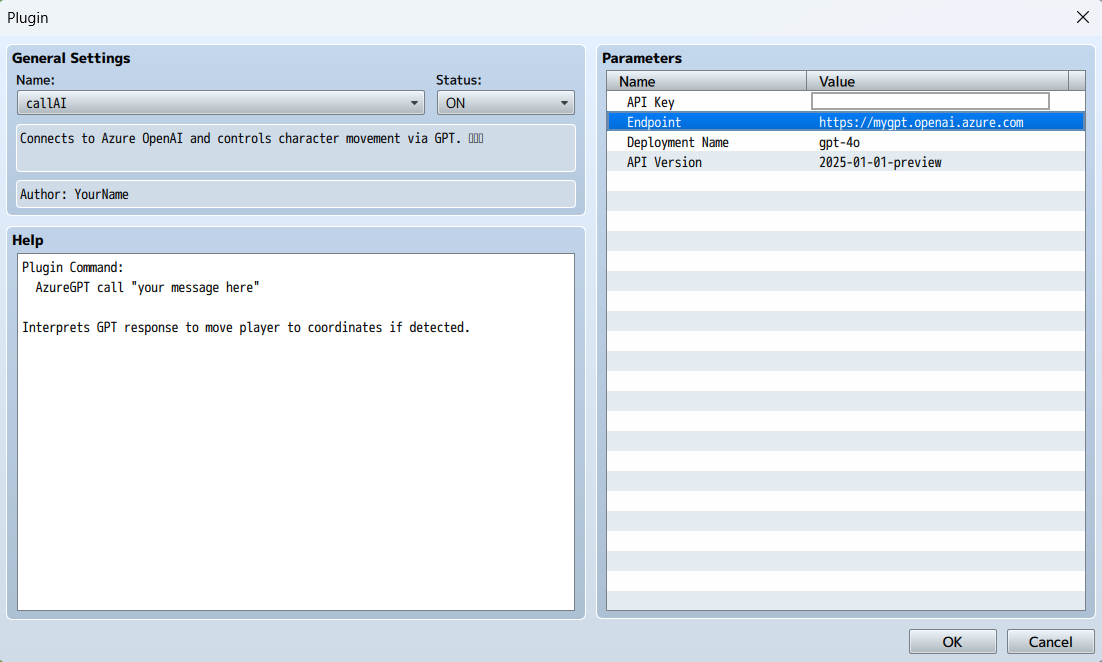 Plugin
General Settings
Name:
Status:
callAI
ON
Connects to Azure OpenAI and controls character movement via GPT.
Author: YourName
Help
Plugin Command:
AzureGPT call "your message here"
Interprets GPT response to move player to coordinates if detected.
Parameters
Name Value
API Key
Endpoint https://mygpt.openai.azure.com
Deployment Name gpt-4o
API Version 2025-01-01-preview
OK
Cancel